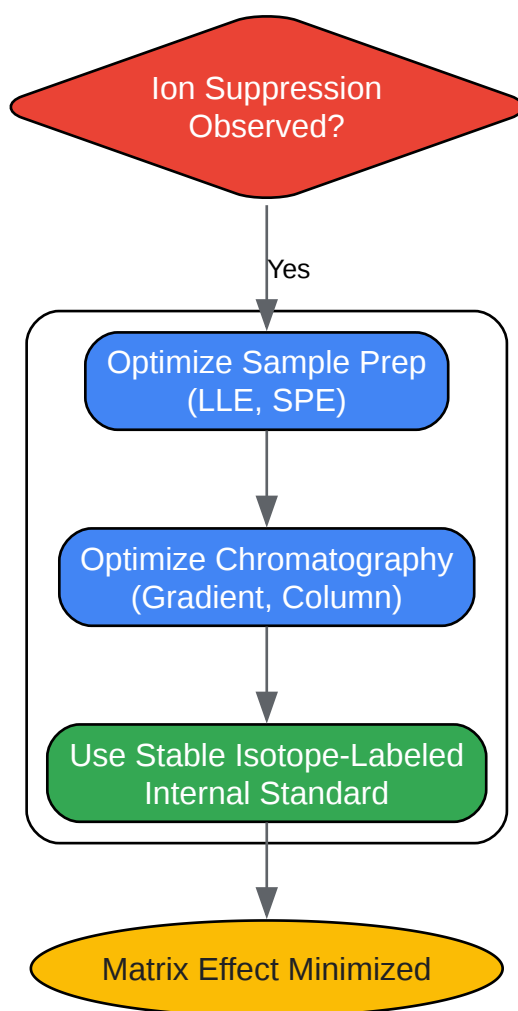 Ion Suppression
Observed?
Yes
Optimize Sample Prep
(LLE, SPE)
Optimize Chromatography
(Gradient, Column)
Use Stable Isotope-Labeled
Internal Standard
Matrix Effect Minimized